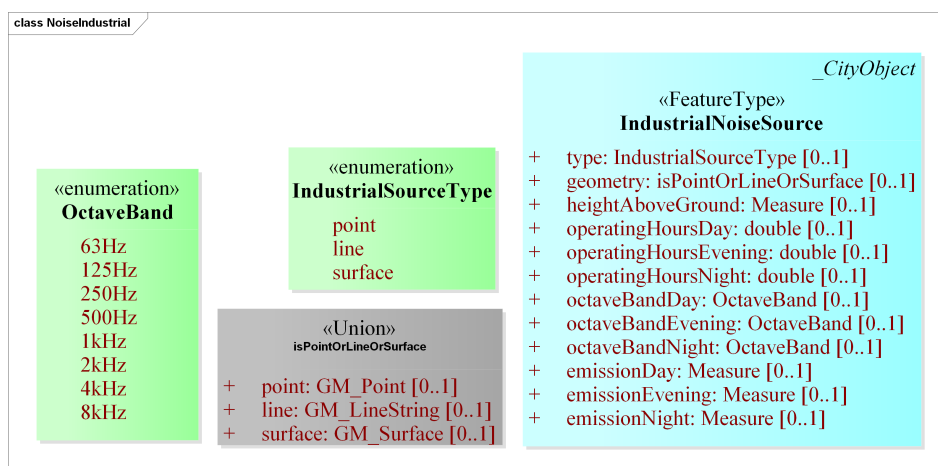 class NoiseIndustrial
«enumeration»
OctaveBand
63Hz
125Hz
250Hz
500Hz
1kHz
2kHz
4kHz
8kHz
«enumeration»
IndustrialSourceType
point
line
surface
«Union»
isPointOrLineOrSurface
+ point: GM_Point [0..1]
+ line: GM_LineString [0..1]
+ surface: GM_Surface [0..1]
_CityObject
«FeatureType»
IndustrialNoiseSource
+ type: IndustrialSourceType [0..1]
+ geometry: isPointOrLineOrSurface [0..1]
+ heightAboveGround: Measure [0..1]
+ operatingHoursDay: double [0..1]
+ operatingHoursEvening: double [0..1]
+ operatingHoursNight: double [0..1]
+ octaveBandDay: OctaveBand [0..1]
+ octaveBandEvening: OctaveBand [0..1]
+ octaveBandNight: OctaveBand [0..1]
+ emissionDay: Measure [0..1]
+ emissionEvening: Measure [0..1]
+ emissionNight: Measure [0..1]